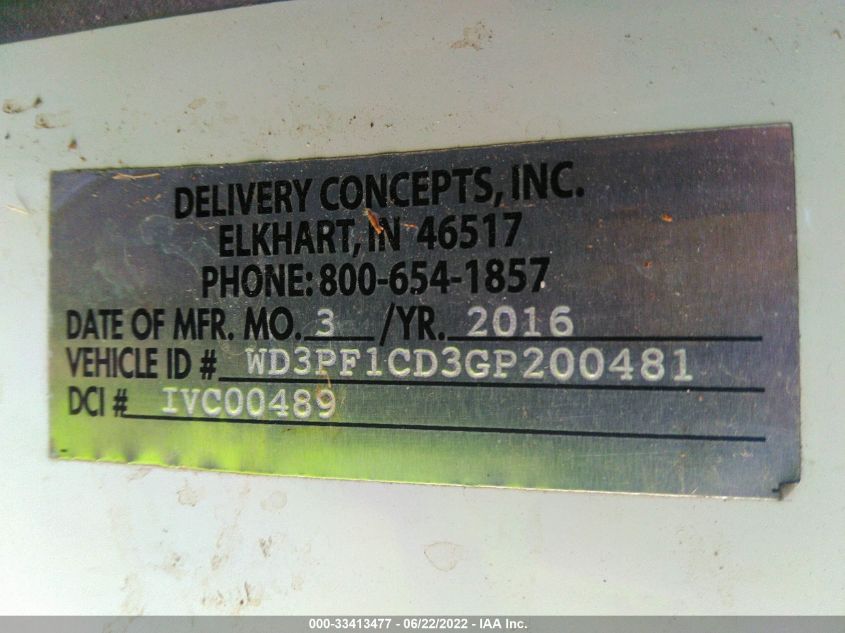 DELIVERY CONCEPTS, INC.
ELKHART, IN 46517
PHONE: 800-654-1857
DATE OF MFR. MO. 3 /YR. 2016
VEHICLE ID # WD3PF1CD3GP200481
DCI # IVC00489
000-33413477 - 06/22/2022 - IAA Inc.